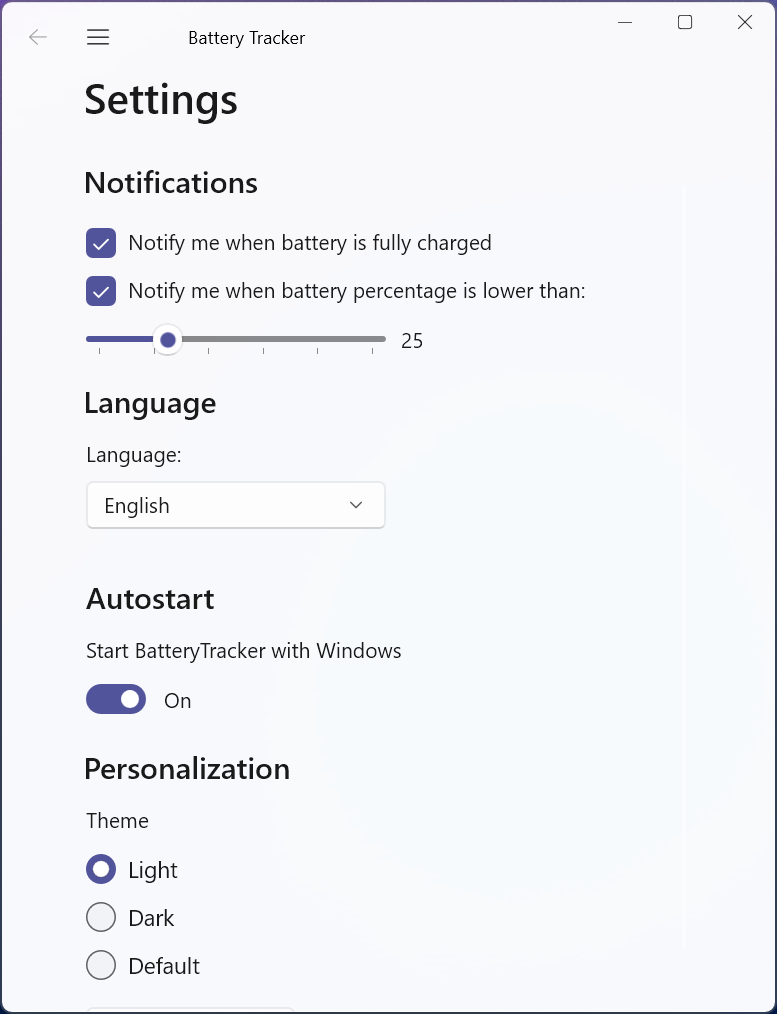 Battery Tracker
Settings
Notifications
Notify me when battery is fully charged
Notify me when battery percentage is lower than:
25
Language
Language:
English
Autostart
Start BatteryTracker with Windows
On
Personalization
Theme
Light
Dark
Default